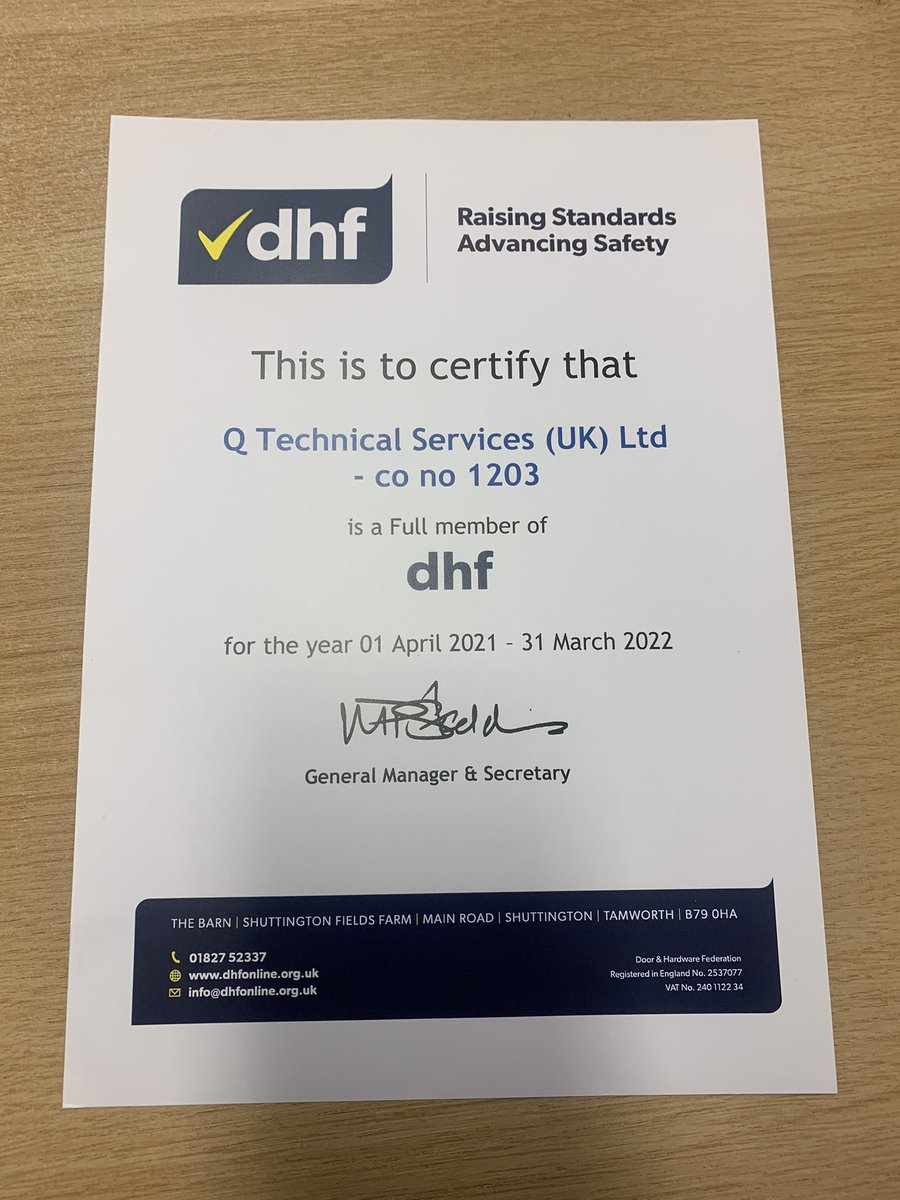 dhf
Raising Standards
Advancing Safety
This is to certify that
Q Technical Services (UK) Ltd
- co no 1203
is a Full member of
dhf
for the year 01 April 2021 - 31 March 2022
General Manager & Secretary
THE BARN | SHUTTINGTON FIELDS FARM | MAIN ROAD | SHUTTINGTON | TAMWORTH | B79 0HA
01827 52337
www.dhfonline.org.uk
info@dhfonline.org.uk
Door & Hardware Federation
Registered in England No. 2537077
VAT No. 240 1122 34